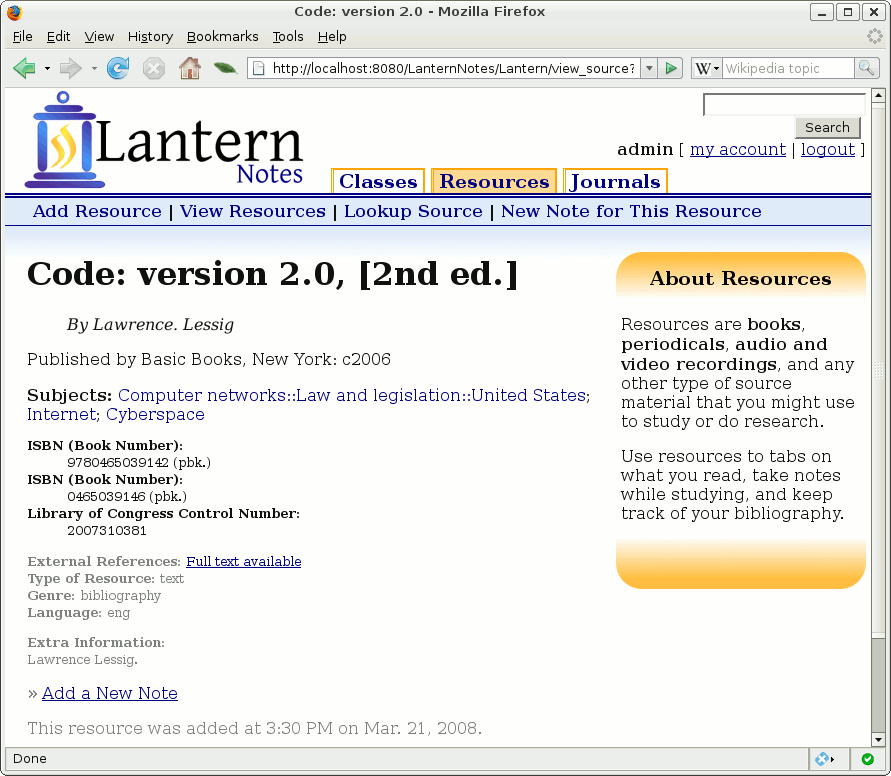 Code: version 2.0 - Mozilla Firefox
File Edit View History Bookmarks Tools Help
http://localhost:8080/LanternNotes/Lantern/view_source? W Wikipedia topic
Lantern
Notes
Search
admin [ my account | logout ]
Classes Resources Journals
Add Resource | View Resources | Lookup Source | New Note for This Resource
Code: version 2.0, [2nd ed.]
By Lawrence. Lessig
Published by Basic Books, New York: c2006
Subjects: Computer networks::Law and legislation::United States;
Internet; Cyberspace
ISBN (Book Number):
9780465039142 (pbk.)
ISBN (Book Number):
0465039146 (pbk.)
Library of Congress Control Number:
2007310381
External References: Full text available
Type of Resource: text
Genre: bibliography
Language: eng
Extra Information:
Lawrence Lessig.
» Add a New Note
This resource was added at 3:30 PM on Mar. 21, 2008.
About Resources
Resources are books,
periodicals, audio and
video recordings, and any
other type of source
material that you might use
to study or do research.
Use resources to tabs on
what you read, take notes
while studying, and keep
track of your bibliography.
Done